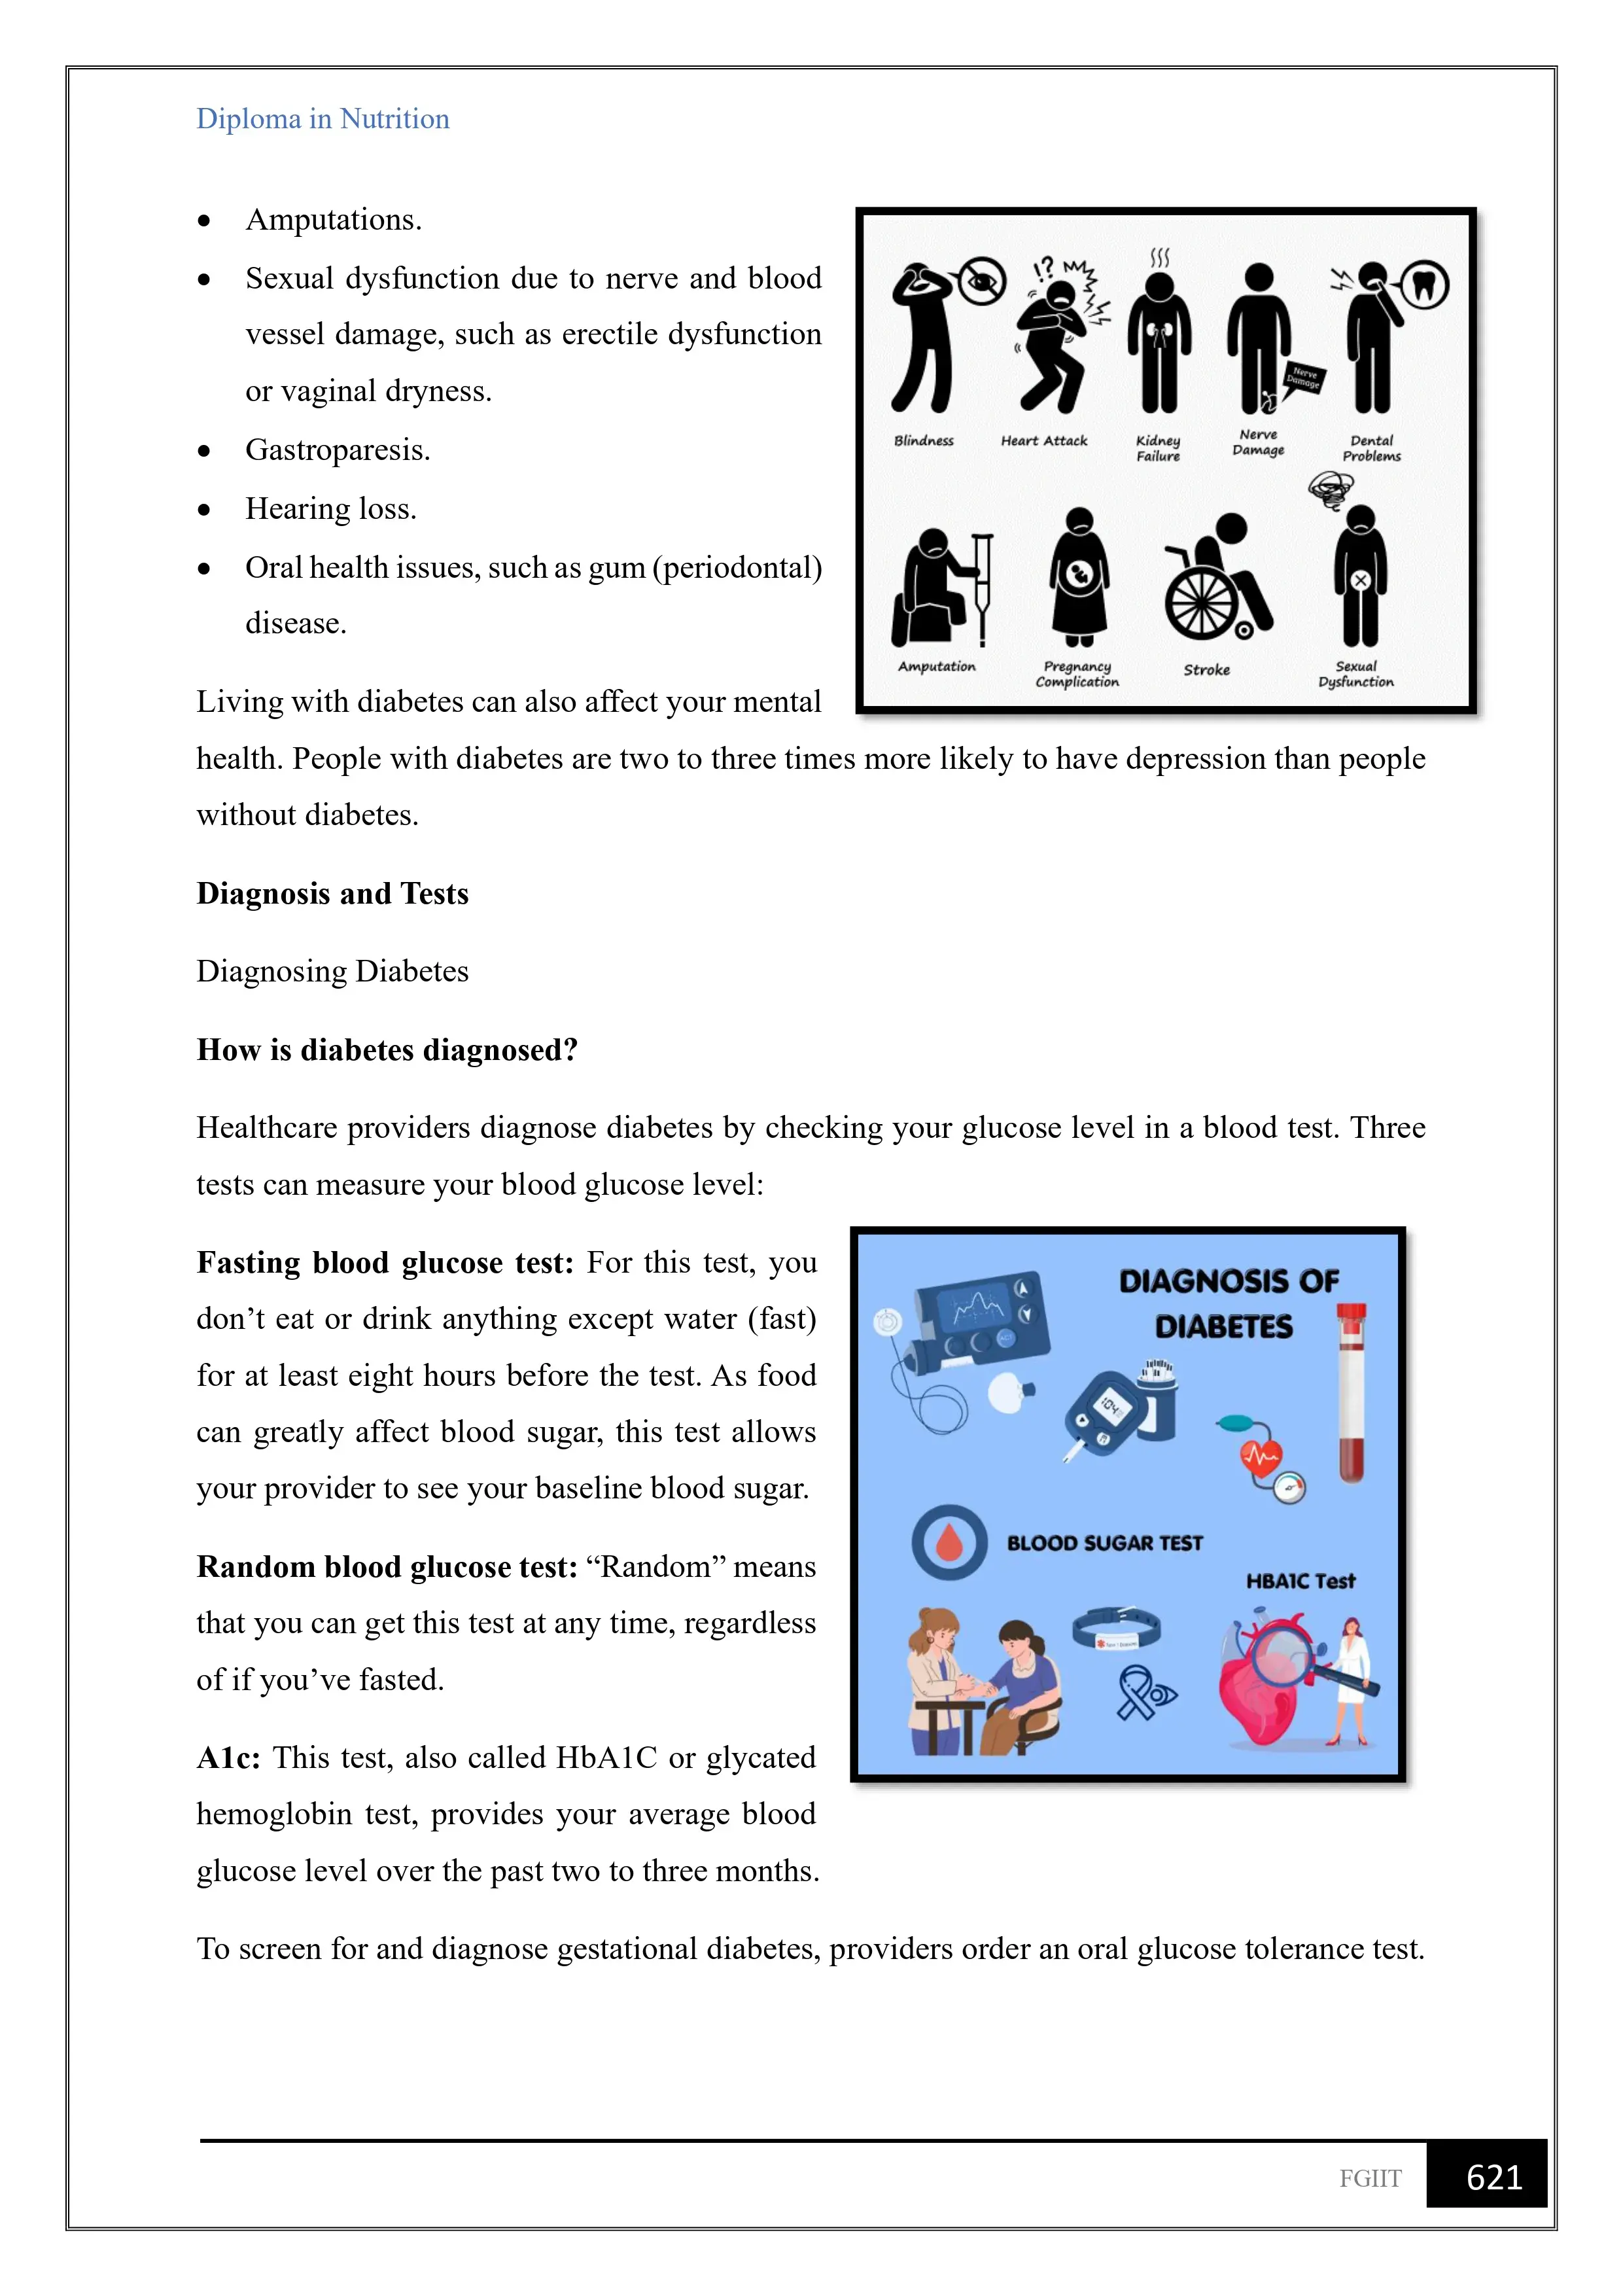 Diploma in Nutrition
• Amputations.
• Sexual dysfunction due to nerve and blood
vessel damage, such as erectile dysfunction
or vaginal dryness.
• Gastroparesis.
• Hearing loss.
• Oral health issues, such as gum (periodontal)
disease.
!?
Nerve
Damage
Blindness
Heart Attack
Kidney
Failure
Nerve
Damage
Dental
Problems
Amputation
Pregnancy
Complication
Stroke
Sexual
Dysfunction
Living with diabetes can also affect your mental
health. People with diabetes are two to three times more likely to have depression than people
without diabetes.
Diagnosis and Tests
Diagnosing Diabetes
How is diabetes diagnosed?
Healthcare providers diagnose diabetes by checking your glucose level in a blood test. Three
tests can measure your blood glucose level:
Fasting blood glucose test: For this test, you
don’t eat or drink anything except water (fast)
for at least eight hours before the test. As food
can greatly affect blood sugar, this test allows
your provider to see your baseline blood sugar.
Random blood glucose test: “Random” means
that you can get this test at any time, regardless
of if you’ve fasted.
A1c: This test, also called HbA1C or glycated
hemoglobin test, provides your average blood
glucose level over the past two to three months.
DIAGNOSIS OF
DIABETES
104
BLOOD SUGAR TEST
HBA1C Test
To screen for and diagnose gestational diabetes, providers order an oral glucose tolerance test.
FGIIT
621